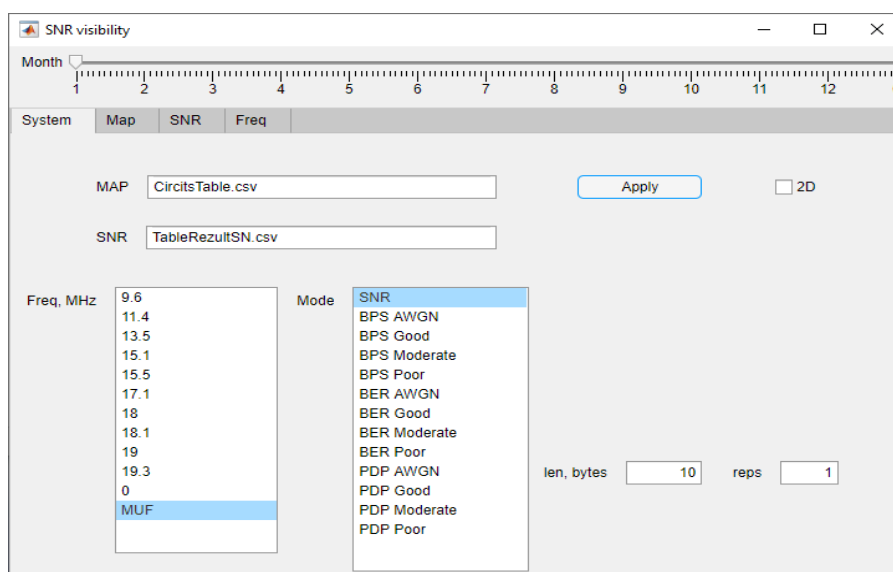 SNR visibility
Month
1 2 3 4 5 6 7 8 9 10 11 12
System Map SNR Freq
MAP CircitsTable.csv Apply 2D
SNR TableRezultSN.csv
Freq, MHz
9.6
11.4
13.5
15.1
15.5
17.1
18
18.1
19
19.3
0
MUF
Mode
SNR
BPS AWGN
BPS Good
BPS Moderate
BPS Poor
BER AWGN
BER Good
BER Moderate
BER Poor
PDP AWGN
PDP Good
PDP Moderate
PDP Poor
len, bytes 10 reps 1